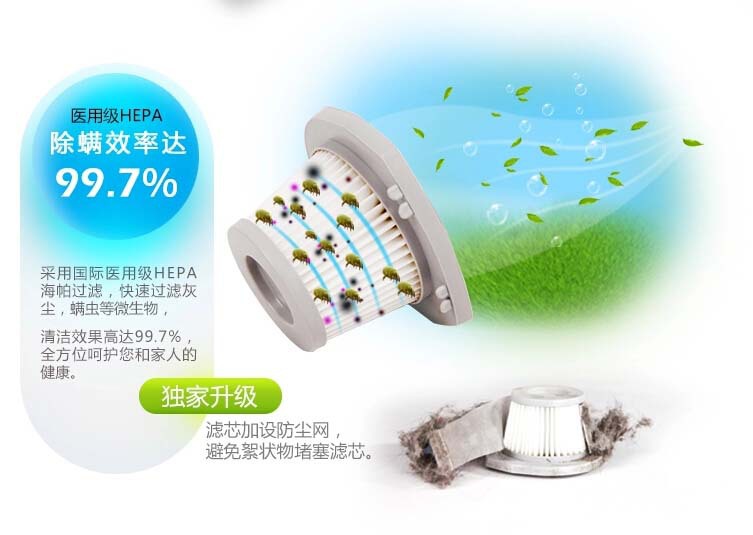 医用级HEPA
除螨效率达
99.7%
采用国际医用级HEPA
海帕过滤，快速过滤灰
尘，螨虫等微生物，
清洁效果高达99.7%，
全方位呵护您和家人的
健康。
独家升级
滤芯加设防尘网，
避免絮状物堵塞滤芯。